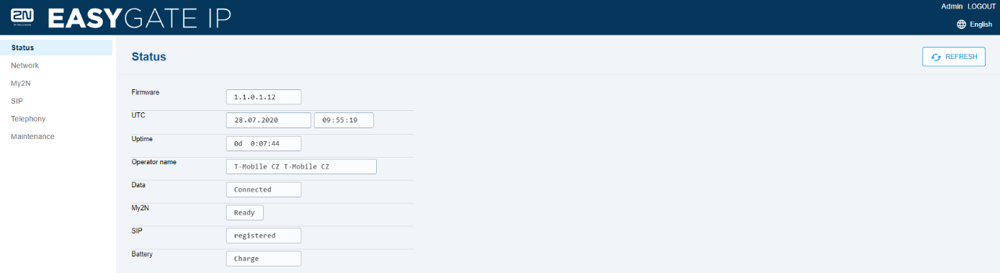 2N EASYGATE IP
Admin LOGOUT
English
Status
Network
My2N
SIP
Telephony
Maintenance
Status
REFRESH
Firmware 1.1.0.1.12
UTC 28.07.2020 09:55:19
Uptime 0d 0:07:44
Operator name T-Mobile CZ T-Mobile CZ
Data Connected
My2N Ready
SIP registered
Battery Charge